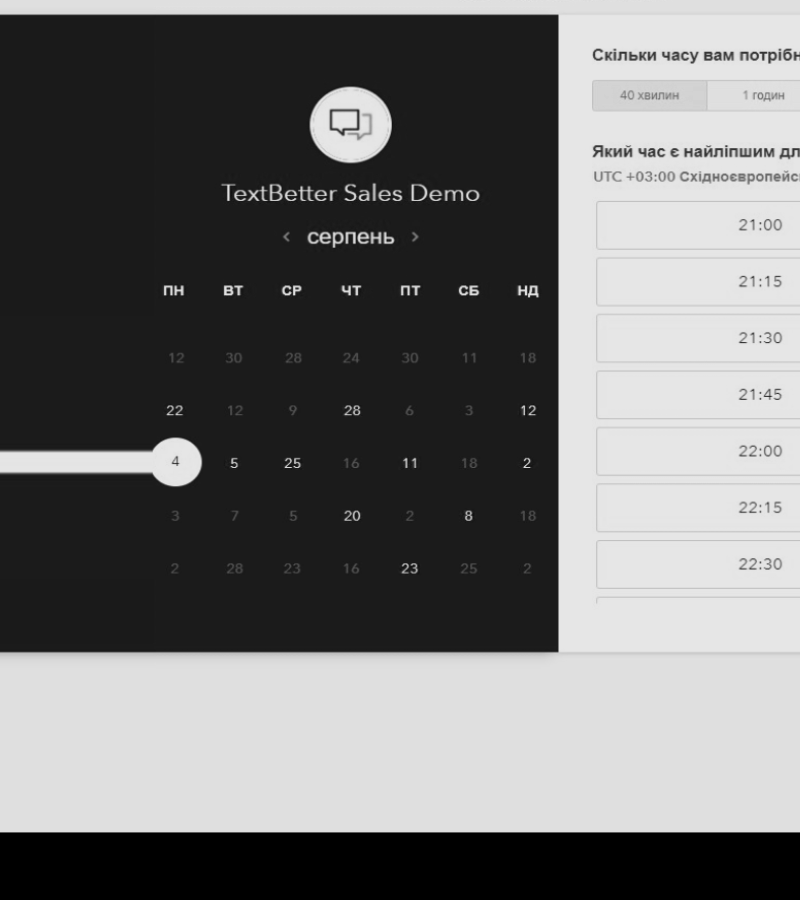 TextBetter Sales Demo
‹ серпень ›
ПН ВТ СР ЧТ ПТ СБ НД
12 30 28 24 30 11 18
22 12 9 28 6 3 12
4 5 25 16 11 18 2
3 7 5 20 2 8 18
2 28 23 16 23 25 2
Скільки часу вам
40 хвилин 1 годин
Який час є найліпшим
UTC +03:00
21:00
21:15
21:30
21:45
22:00
22:15
22:30